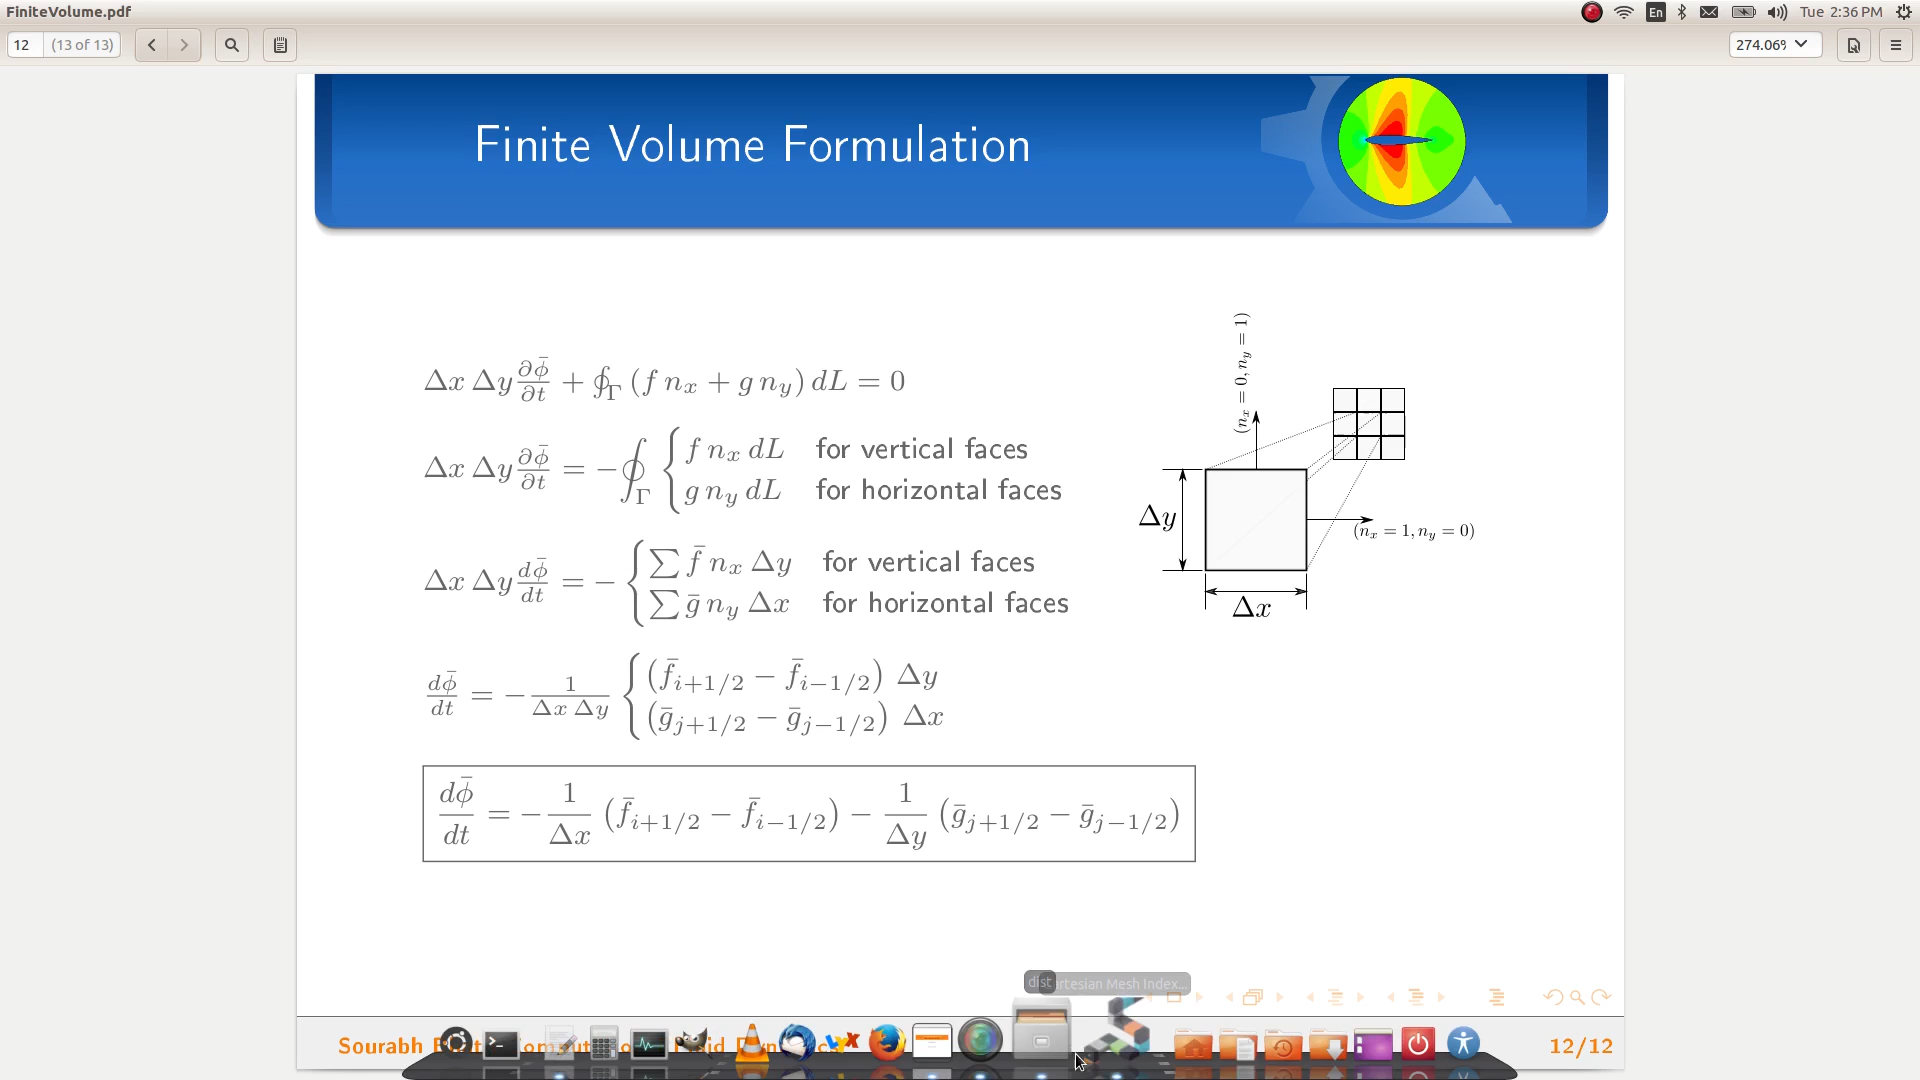 FiniteVolume.pdf
En
Tue 2:36 PM
12 (13 of 13)
274.06%
Finite Volume Formulation
Δx Δy ∂φ̄/∂t + ∮_Γ (f n_x + g n_y) dL = 0
Δx Δy ∂φ̄/∂t = − ∮_Γ { f n_x dL for vertical faces
g n_y dL for horizontal faces
Δx Δy dφ̄/dt = − { ∑ f̄ n_x Δy for vertical faces
∑ ḡ n_y Δx for horizontal faces
dφ̄/dt = − 1/(Δx Δy) { (f̄_{i+1/2} − f̄_{i−1/2}) Δy
(ḡ_{j+1/2} − ḡ_{j−1/2}) Δx
dφ̄/dt = − 1/Δx (f̄_{i+1/2} − f̄_{i−1/2}) − 1/Δy (ḡ_{j+1/2} − ḡ_{j−1/2})
(n_x = 0, n_y = 1)
(n_x = 1, n_y = 0)
Δy
Δx
dist
artesian Mesh Index...
Sourabh
12/12